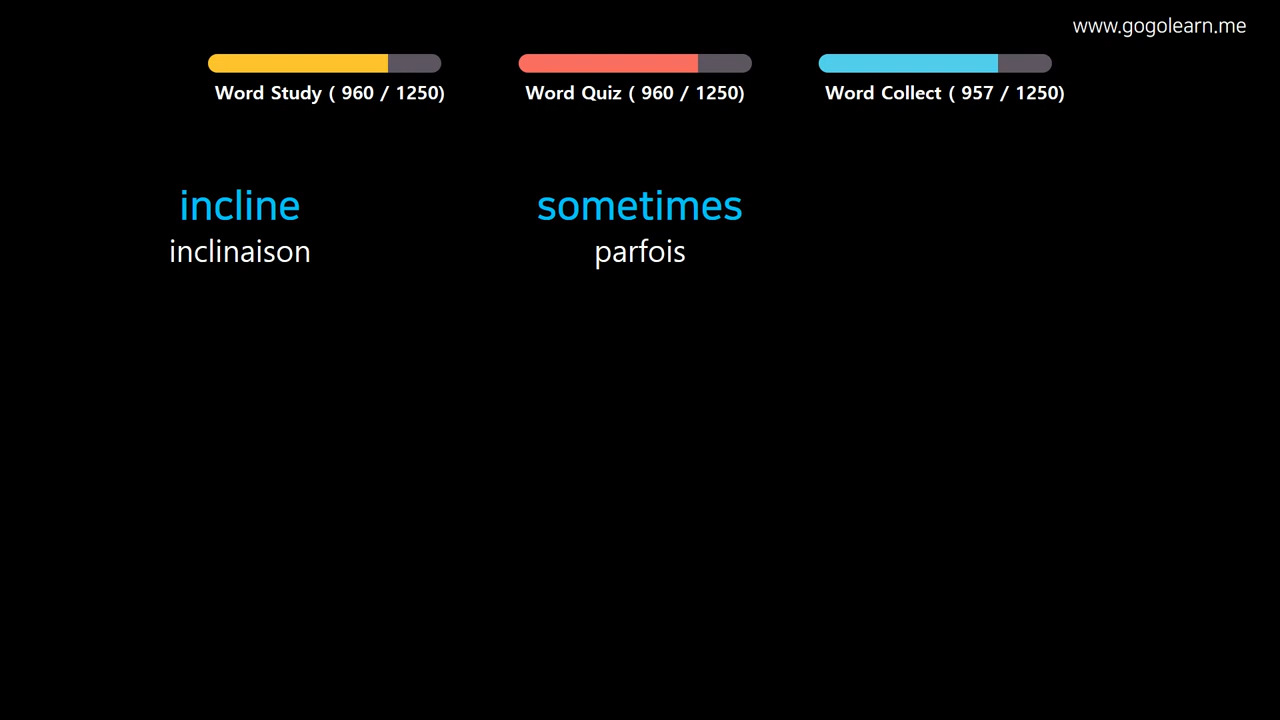 www.gogolearn.me
Word Study ( 960 / 1250)
Word Quiz ( 960 / 1250)
Word Collect ( 957 / 1250)
incline
inclinaison
sometimes
parfois